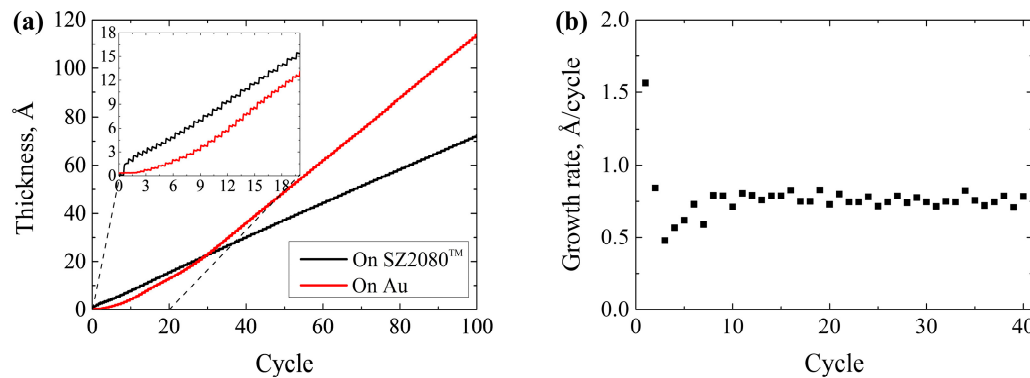 (a)
Thickness, Å
120
100
80
60
40
20
0
18
15
12
9
6
3
0
0 3 6 9 12 15 18
On SZ2080™
On Au
0 20 40 60 80 100
Cycle
(b)
Growth rate, Å/cycle
2.0
1.5
1.0
0.5
0.0
0 10 20 30 40
Cycle